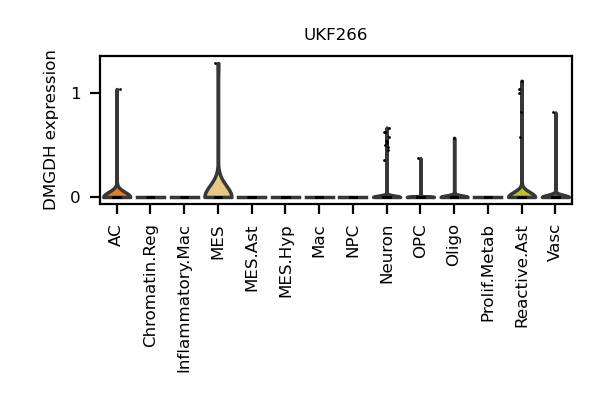 UKF266
DMGDH expression
1
0
AC
Chromatin.Reg
Inflammatory.Mac
MES
MES.Ast
MES.Hyp
Mac
NPC
Neuron
OPC
Oligo
Prolif.Metab
Reactive.Ast
Vasc